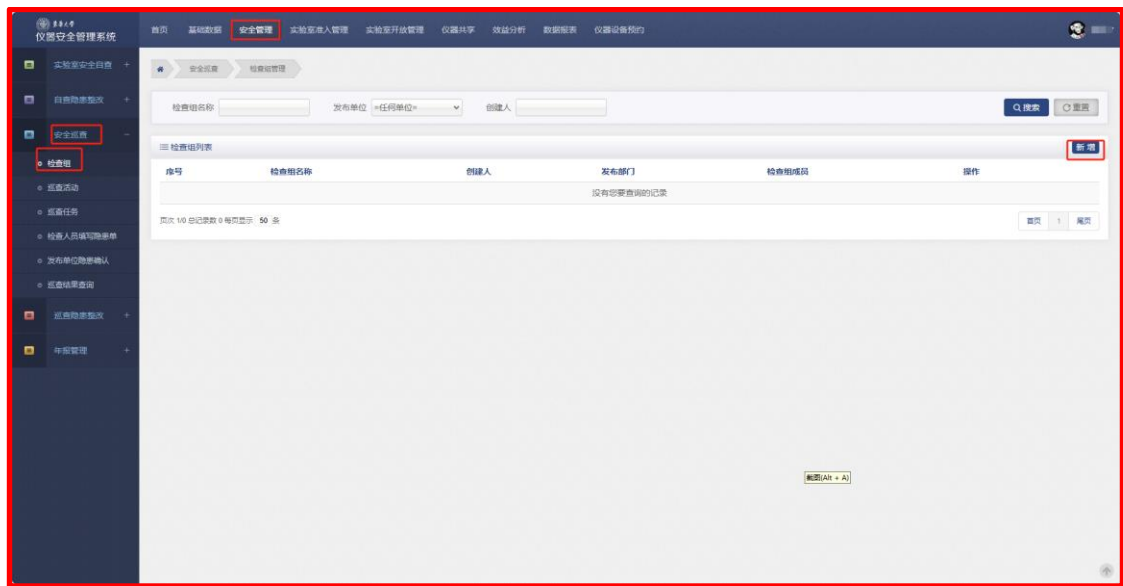 仪器安全管理系统
首页 基础数据 安全管理 实验室准入管理 实验室开放管理 仪器共享 效益分析 数据报表 仪器设备预约
实验室安全自查 +
自查隐患整改 +
安全巡查 -
检查组
巡查活动
巡查任务
检查人员填写隐患单
发布单位隐患确认
巡查结果查询
巡查隐患整改 +
年报管理 +
安全巡查 检查组管理
检查组名称 发布单位 =任何单位= 创建人 搜索 重置
检查组列表 新增
序号 检查组名称 创建人 发布部门 检查组成员 操作
没有您要查询的记录
页次 1/0 总记录数 0 每页显示 50 条 首页 1 尾页
截图(Alt + A)